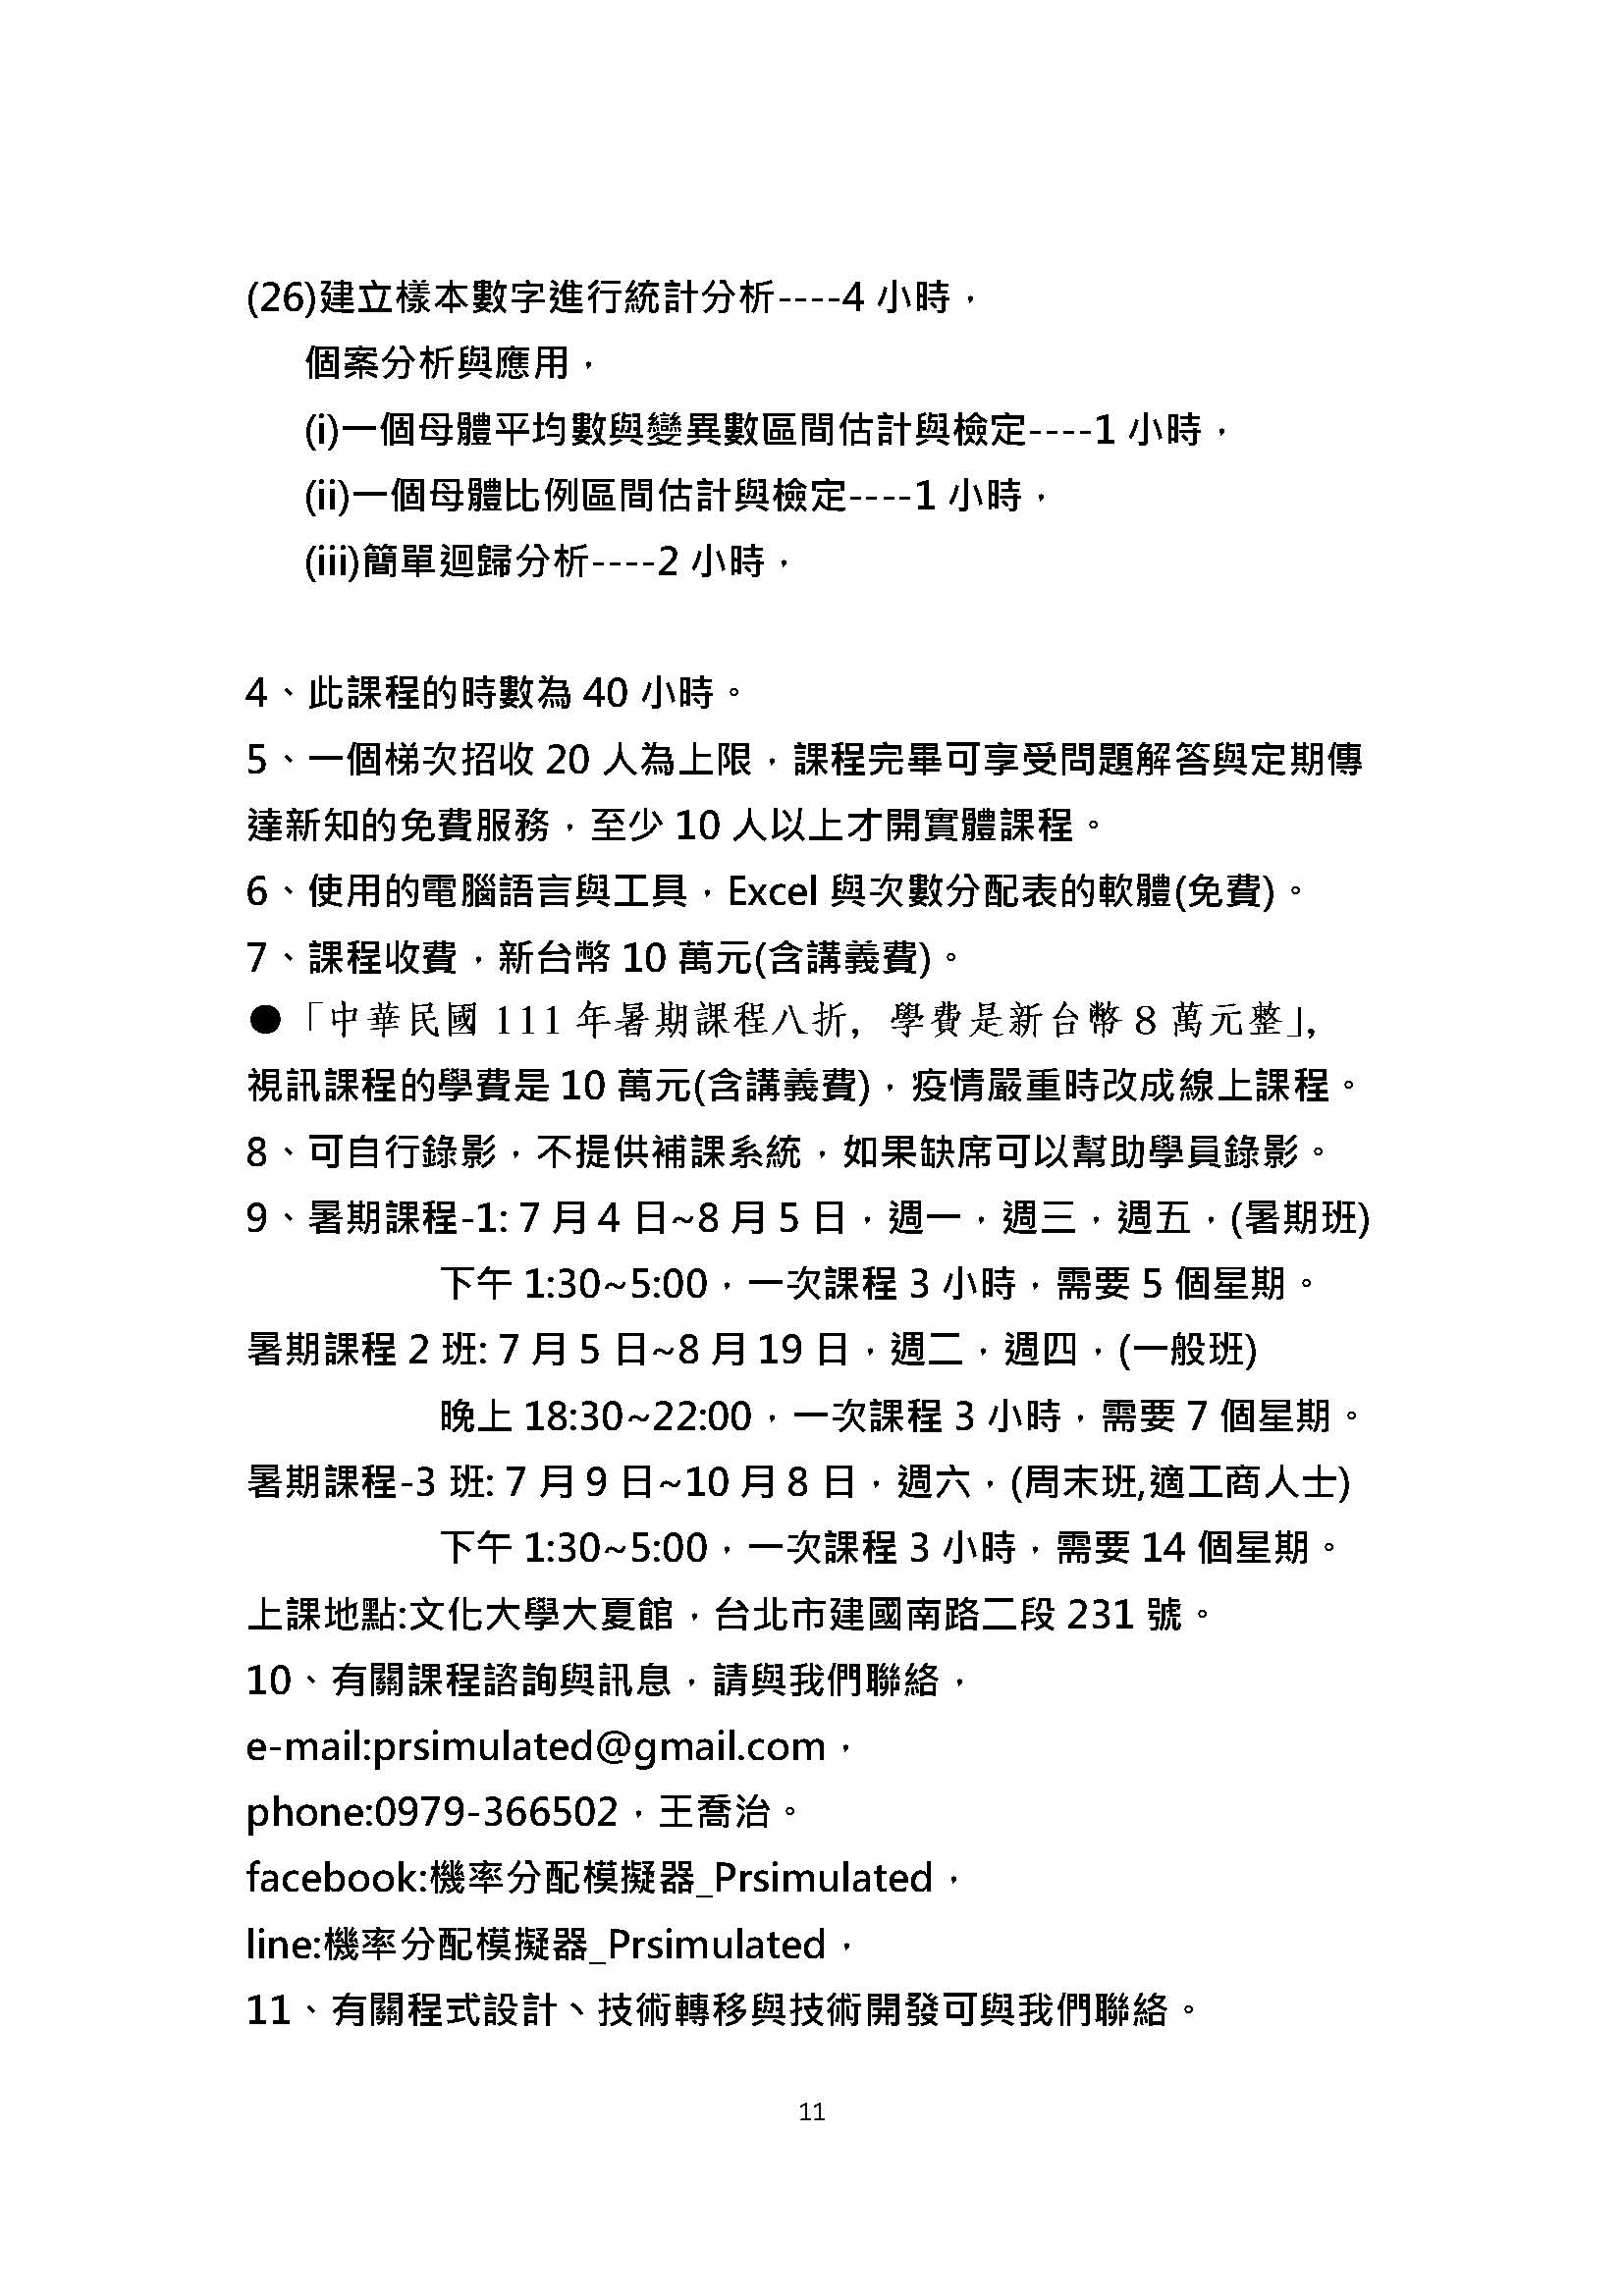 (26)建立樣本數字進行統計分析----4 小時，
個案分析與應用，
(i)一個母體平均數與變異數區間估計與檢定----1 小時，
(ii)一個母體比例區間估計與檢定----1 小時，
(iii)簡單迴歸分析----2 小時，
4、此課程的時數為 40 小時。
5、一個梯次招收 20 人為上限，課程完畢可享受問題解答與定期傳
達新知的免費服務，至少 10 人以上才開實體課程。
6、使用的電腦語言與工具，Excel 與次數分配表的軟體(免費)。
7、課程收費，新台幣 10 萬元(含講義費)。
●「中華民國 111 年暑期課程八折，學費是新台幣 8 萬元整」，
視訊課程的學費是 10 萬元(含講義費)，疫情嚴重時改成線上課程。
8、可自行錄影，不提供補課系統，如果缺席可以幫助學員錄影。
9、暑期課程-1: 7 月 4 日~8 月 5 日，週一，週三，週五，(暑期班)
下午 1:30~5:00，一次課程 3 小時，需要 5 個星期。
暑期課程 2 班: 7 月 5 日~8 月 19 日，週二，週四，(一般班)
晚上 18:30~22:00，一次課程 3 小時，需要 7 個星期。
暑期課程-3 班: 7 月 9 日~10 月 8 日，週六，(周末班,適工商人士)
下午 1:30~5:00，一次課程 3 小時，需要 14 個星期。
上課地點:文化大學大夏館，台北市建國南路二段 231 號。
10、有關課程諮詢與訊息，請與我們聯絡，
e-mail:prsimulated@gmail.com，
phone:0979-366502，王喬治。
facebook:機率分配模擬器_Prsimulated，
line:機率分配模擬器_Prsimulated，
11、有關程式設計、技術轉移與技術開發可與我們聯絡。
11